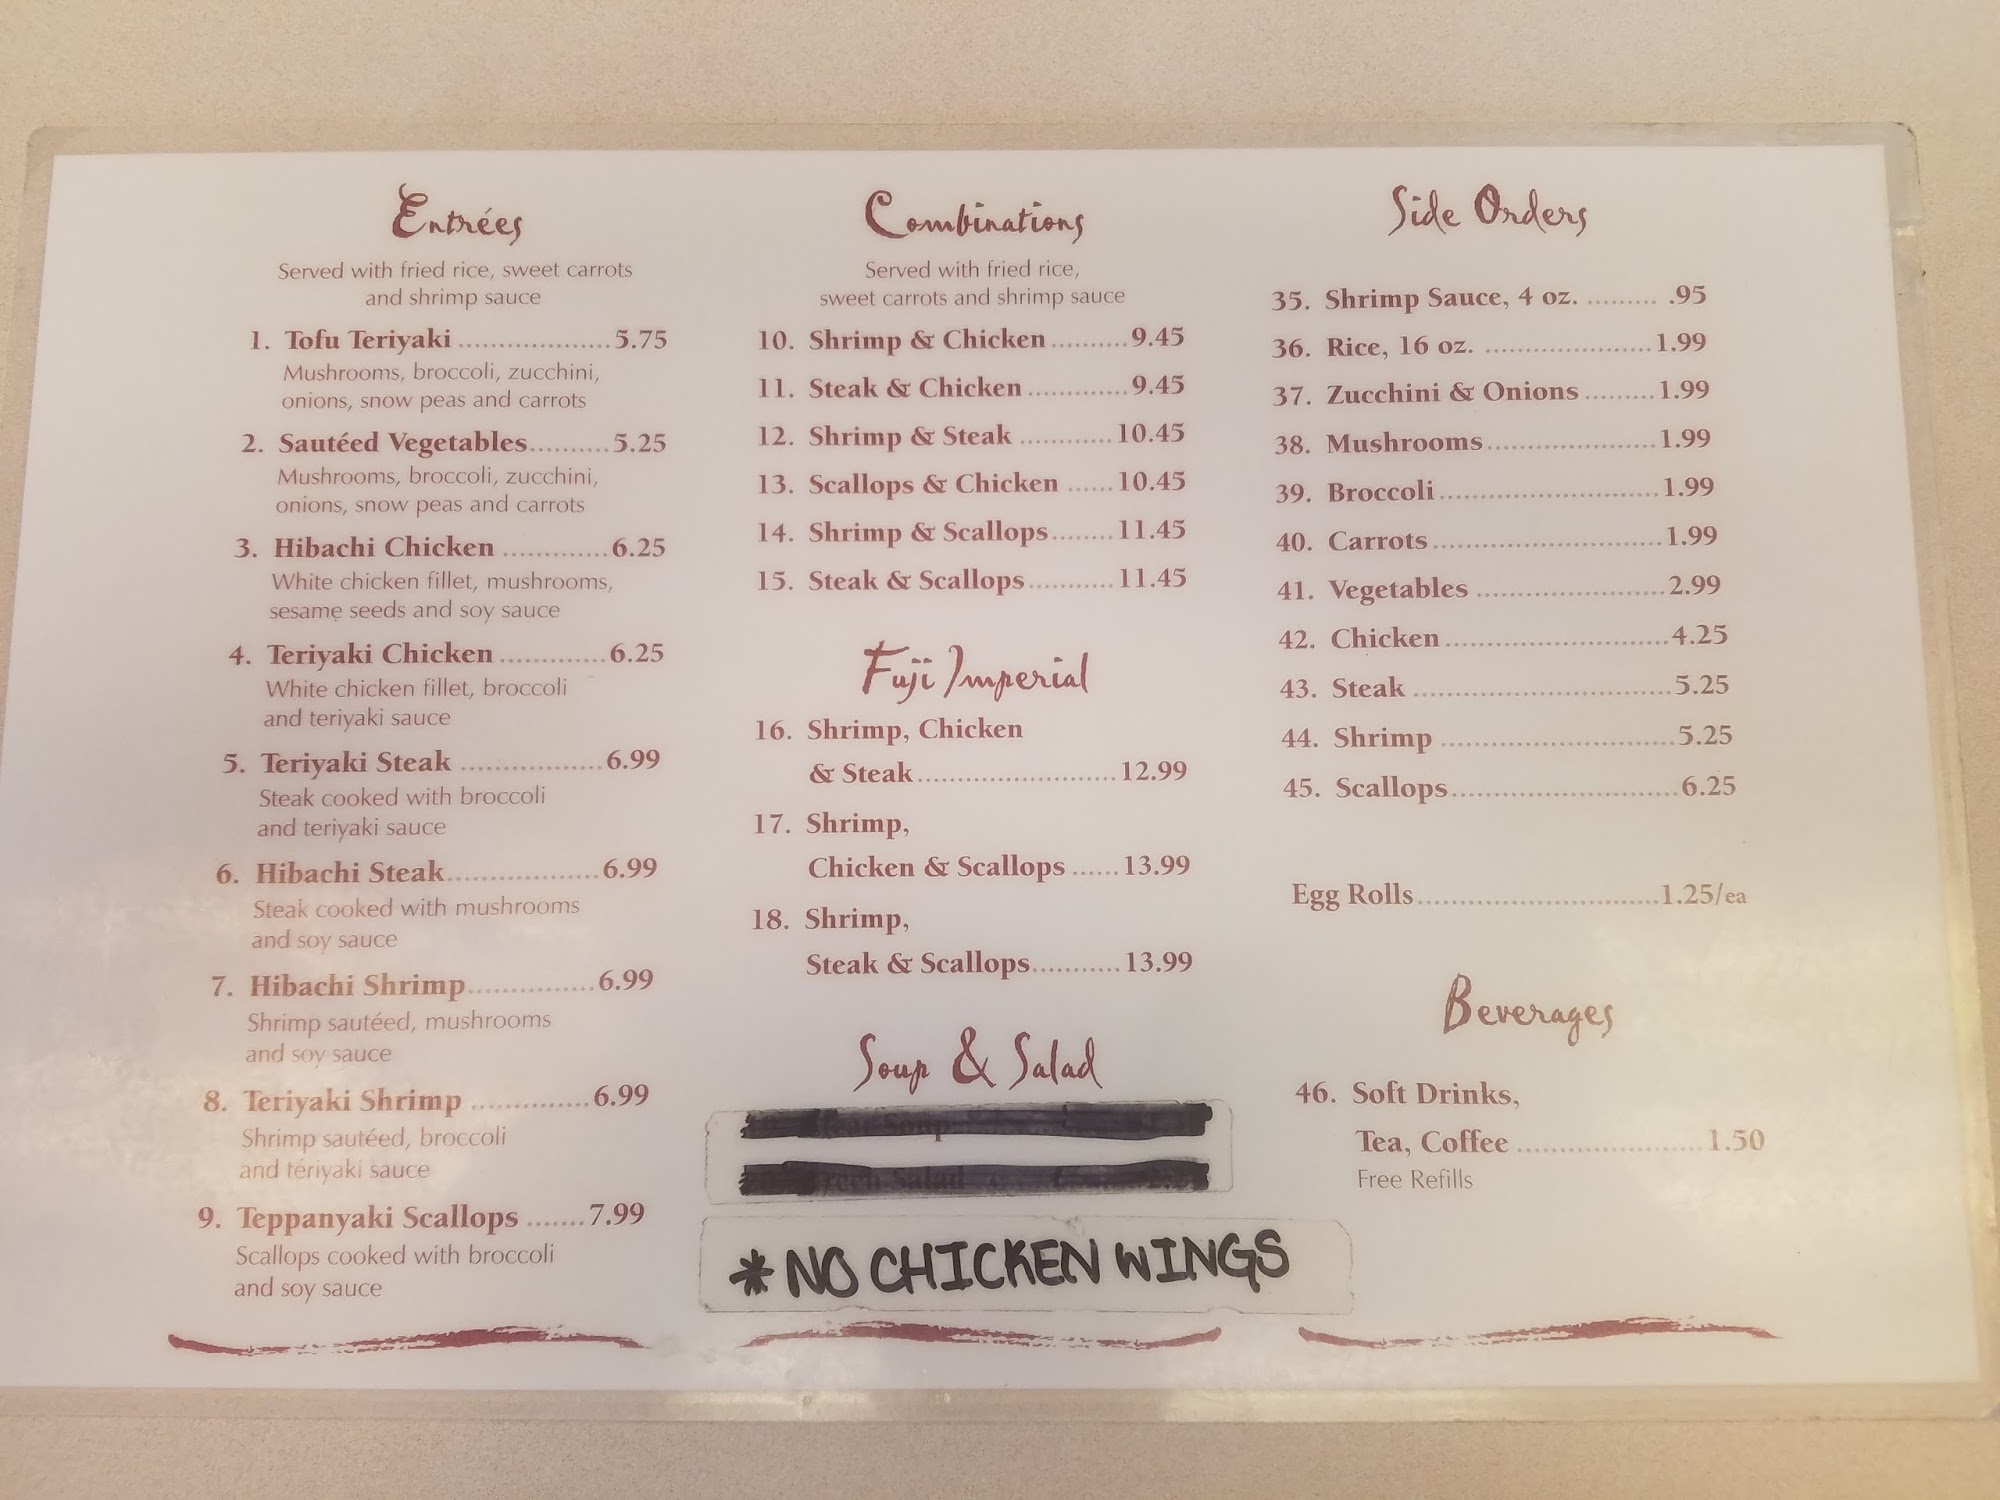 Entrées
Served with fried rice, sweet carrots
and shrimp sauce
1. Tofu Teriyaki ..................... 5.75
Mushrooms, broccoli, zucchini,
onions, snow peas and carrots
2. Sautéed Vegetables.......... 5.25
Mushrooms, broccoli, zucchini,
onions, snow peas and carrots
3. Hibachi Chicken ............. 6.25
White chicken fillet, mushrooms,
sesame seeds and soy sauce
4. Teriyaki Chicken ............. 6.25
White chicken fillet, broccoli
and teriyaki sauce
5. Teriyaki Steak ................. 6.99
Steak cooked with broccoli
and teriyaki sauce
6. Hibachi Steak.................. 6.99
Steak cooked with mushrooms
and soy sauce
7. Hibachi Shrimp............... 6.99
Shrimp sautéed, mushrooms
and soy sauce
8. Teriyaki Shrimp .............. 6.99
Shrimp sautéed, broccoli
and tériyaki sauce
9. Teppanyaki Scallops ....... 7.99
Scallops cooked with broccoli
and soy sauce
Combinations
Served with fried rice,
sweet carrots and shrimp sauce
10. Shrimp & Chicken ......... 9.45
11. Steak & Chicken ............ 9.45
12. Shrimp & Steak ........... 10.45
13. Scallops & Chicken ...... 10.45
14. Shrimp & Scallops........ 11.45
15. Steak & Scallops .......... 11.45
Fuji Imperial
16. Shrimp, Chicken
& Steak........................ 12.99
17. Shrimp,
Chicken & Scallops ...... 13.99
18. Shrimp,
Steak & Scallops........... 13.99
Soup & Salad
Soup
Salad
*NO CHICKEN WINGS
Side Orders
35. Shrimp Sauce, 4 oz. ......... .95
36. Rice, 16 oz. .................... 1.99
37. Zucchini & Onions ......... 1.99
38. Mushrooms .................... 1.99
39. Broccoli .......................... 1.99
40. Carrots ........................... 1.99
41. Vegetables ...................... 2.99
42. Chicken .......................... 4.25
43. Steak .............................. 5.25
44. Shrimp ........................... 5.25
45. Scallops .......................... 6.25
Egg Rolls ............................ 1.25/ea
Beverages
46. Soft Drinks,
Tea, Coffee ..................... 1.50
Free Refills